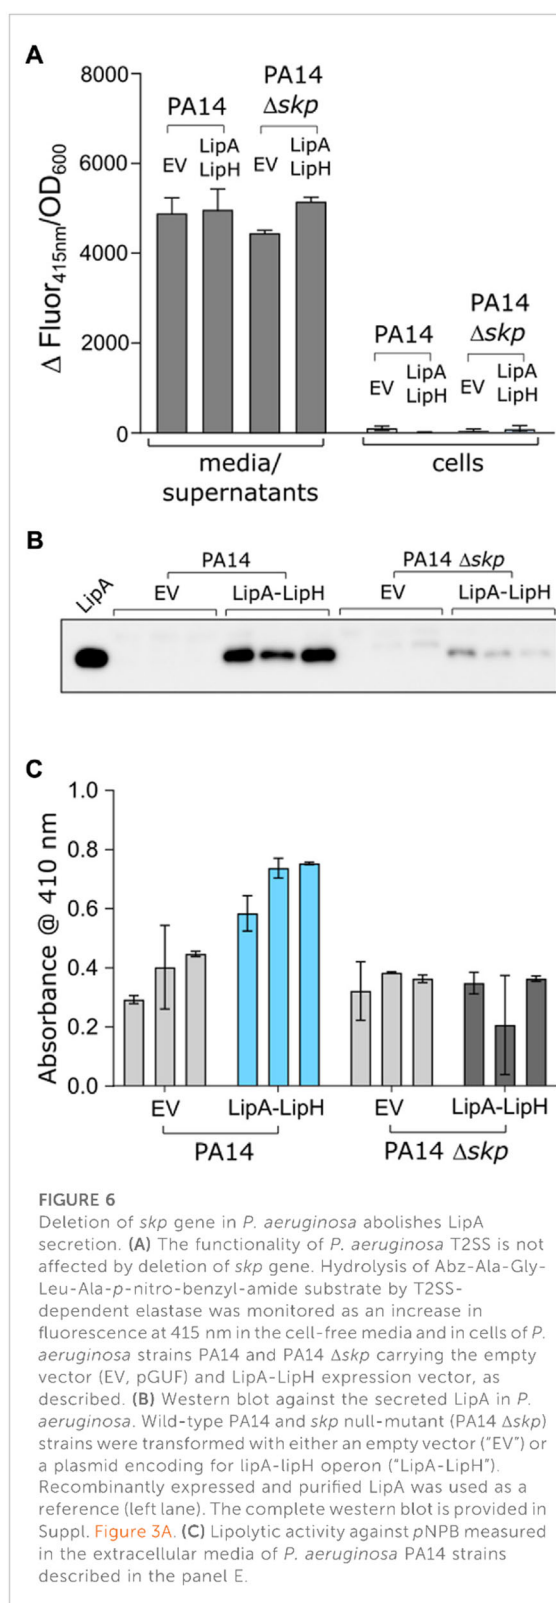 A
8000
6000
4000
2000
0
Δ Fluor415nm/OD600
PA14
PA14
Δskp
EV
LipA
LipH
EV
LipA
LipH
PA14
PA14
Δskp
EV
LipA
LipH
EV
LipA
LipH
media/
supernatants
cells
B
PA14
PA14 Δskp
LipA
EV
LipA-LipH
EV
LipA-LipH
C
1.0
0.8
0.6
0.4
0.2
0.0
Absorbance @ 410 nm
EV
LipA-LipH
EV
LipA-LipH
PA14
PA14 Δskp
FIGURE 6
Deletion of skp gene in P. aeruginosa abolishes LipA
secretion. (A) The functionality of P. aeruginosa T2SS is not
affected by deletion of skp gene. Hydrolysis of Abz-Ala-Gly-
Leu-Ala-p-nitro-benzyl-amide substrate by T2SS-
dependent elastase was monitored as an increase in
fluorescence at 415 nm in the cell-free media and in cells of P.
aeruginosa strains PA14 and PA14 Δskp carrying the empty
vector (EV, pGUF) and LipA-LipH expression vector, as
described. (B) Western blot against the secreted LipA in P.
aeruginosa. Wild-type PA14 and skp null-mutant (PA14 Δskp)
strains were transformed with either an empty vector ("EV") or
a plasmid encoding for lipA-lipH operon ("LipA-LipH").
Recombinantly expressed and purified LipA was used as a
reference (left lane). The complete western blot is provided in
Suppl. Figure 3A. (C) Lipolytic activity against pNPB measured
in the extracellular media of P. aeruginosa PA14 strains
described in the panel E.